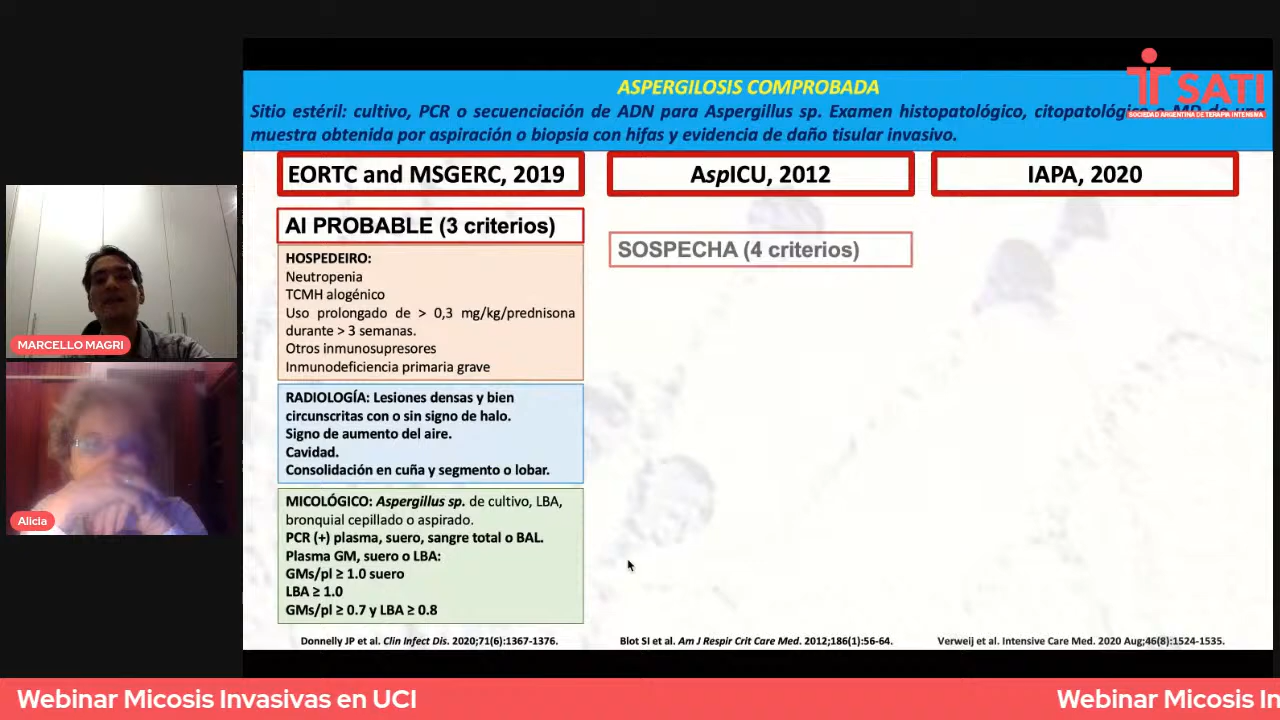 ASPERGILOSIS COMPROBADA
Sitio estéril: cultivo, PCR o secuenciación de ADN para Aspergillus sp. Examen histopatológico, citopatológico o MD de una
muestra obtenida por aspiración o biopsia con hifas y evidencia de daño tisular invasivo.
SATI
SOCIEDAD ARGENTINA DE TERAPIA INTENSIVA
EORTC and MSGERC, 2019
AspICU, 2012
IAPA, 2020
AI PROBABLE (3 criterios)
HOSPEDEIRO:
Neutropenia
TCMH alogénico
Uso prolongado de > 0,3 mg/kg/prednisona
durante > 3 semanas.
Otros inmunosupresores
Inmunodeficiencia primaria grave
RADIOLOGÍA: Lesiones densas y bien
circunscritas con o sin signo de halo.
Signo de aumento del aire.
Cavidad.
Consolidación en cuña y segmento o lobar.
MICOLÓGICO: Aspergillus sp. de cultivo, LBA,
bronquial cepillado o aspirado.
PCR (+) plasma, suero, sangre total o BAL.
Plasma GM, suero o LBA:
GMs/pl ≥ 1.0 suero
LBA ≥ 1.0
GMs/pl ≥ 0.7 y LBA ≥ 0.8
SOSPECHA (4 criterios)
Donnelly JP et al. Clin Infect Dis. 2020;71(6):1367-1376.
Blot SI et al. Am J Respir Crit Care Med. 2012;186(1):56-64.
Verweij et al. Intensive Care Med. 2020 Aug;46(8):1524-1535.
MARCELLO MAGRI
Alicia
Webinar Micosis Invasivas en UCI
Webinar Micosis In